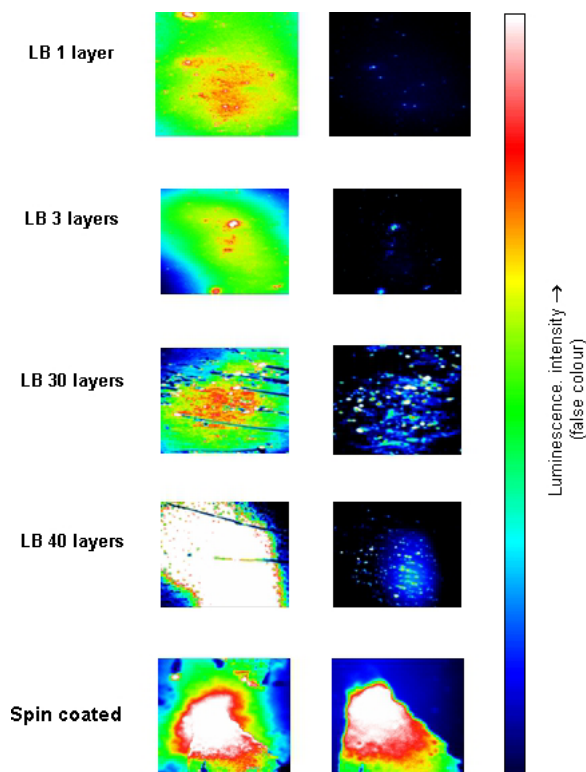 LB 1 layer
LB 3 layers
LB 30 layers
LB 40 layers
Spin coated
Luminescence. intensity →
(false colour)